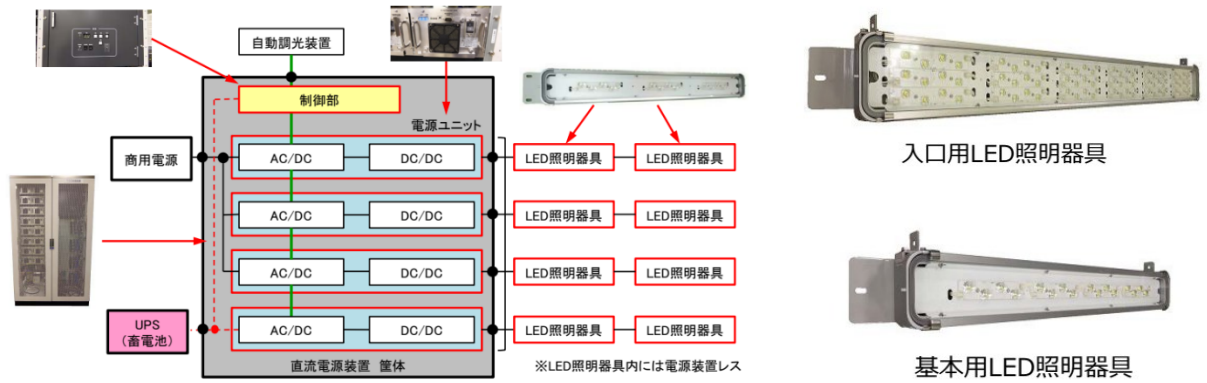 自動調光装置
制御部
電源ユニット
商用電源
AC/DC
DC/DC
LED照明器具
LED照明器具
AC/DC
DC/DC
LED照明器具
LED照明器具
AC/DC
DC/DC
LED照明器具
LED照明器具
UPS
(畜電池)
AC/DC
DC/DC
LED照明器具
LED照明器具
直流電源装置 筐体
※LED照明器具内には電源装置レス
入口用LED照明器具
基本用LED照明器具